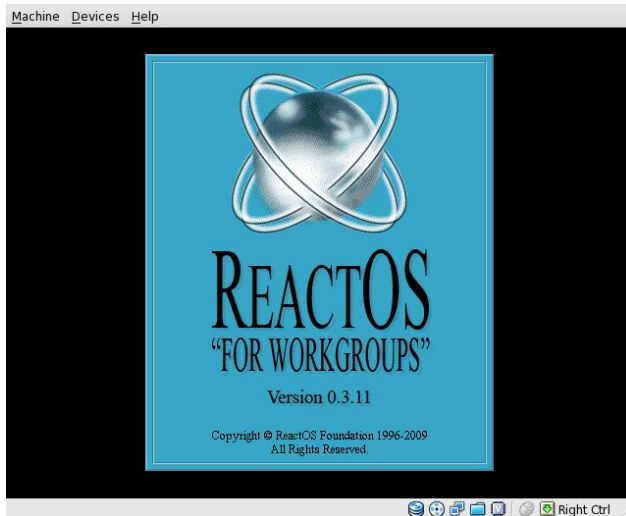 Machine Devices Help
REACTOS
“FOR WORKGROUPS”
Version 0.3.11
Copyright © ReactOS Foundation 1996-2009
All Rights Reserved.
Right Ctrl